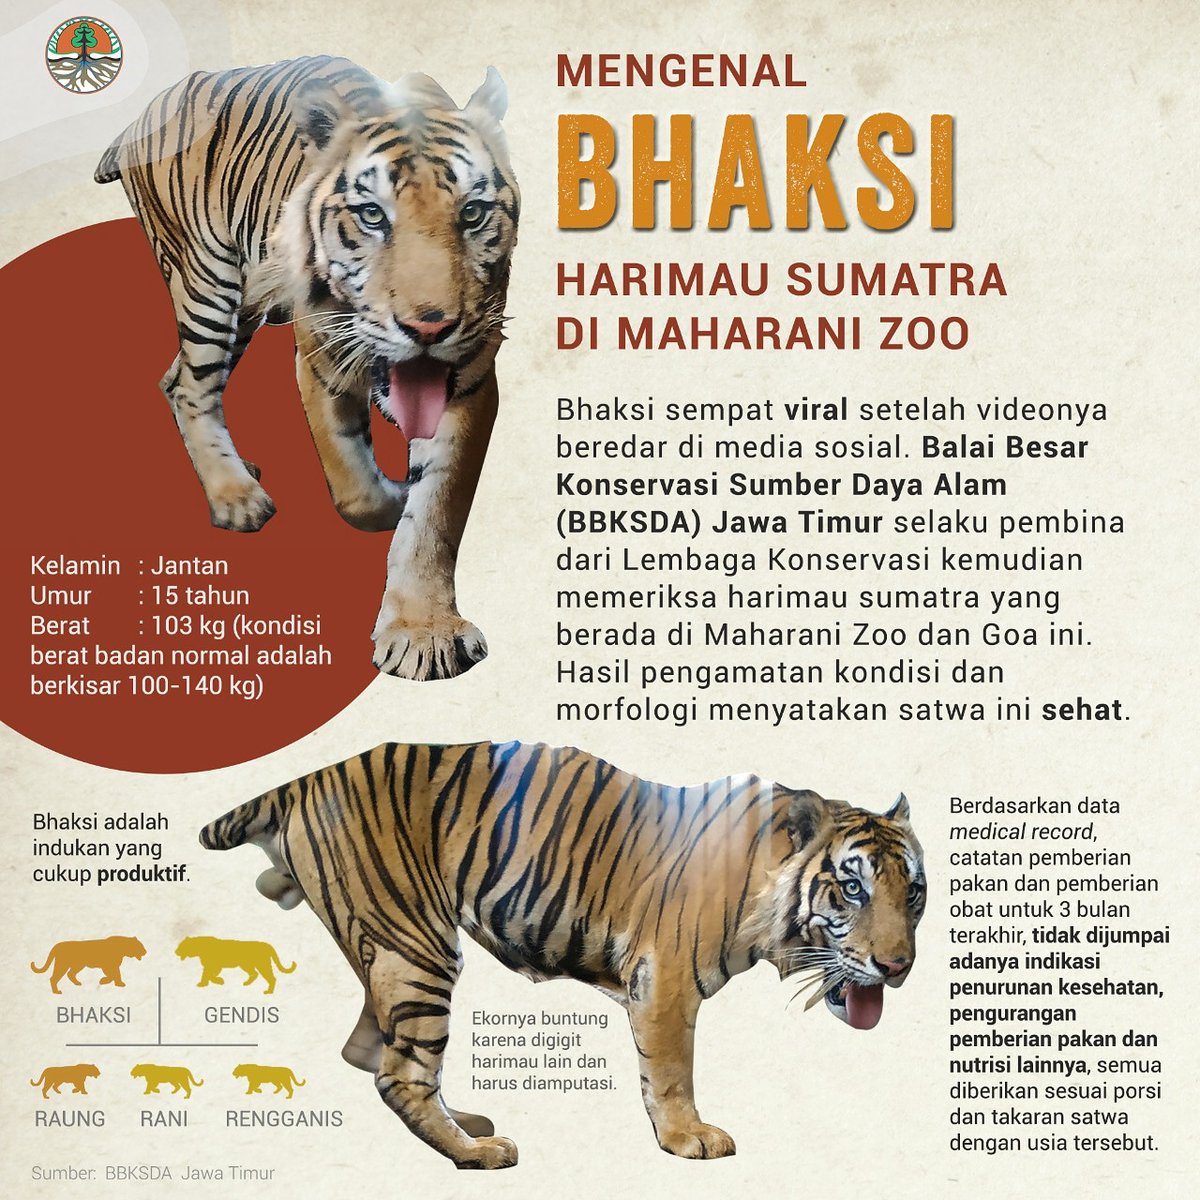 MENGENAL
BHAKSI
HARIMAU SUMATRA
DI MAHARANI ZOO
Bhaksi sempat viral setelah videonya
beredar di media sosial. Balai Besar
Konservasi Sumber Daya Alam
(BBKSDA) Jawa Timur selaku pembina
dari Lembaga Konservasi kemudian
memeriksa harimau sumatra yang
berada di Maharani Zoo dan Goa ini.
Hasil pengamatan kondisi dan
morfologi menyatakan satwa ini sehat.
Kelamin : Jantan
Umur : 15 tahun
Berat : 103 kg (kondisi
berat badan normal adalah
berkisar 100-140 kg)
Bhaksi adalah
indukan yang
cukup produktif.
BHAKSI GENDIS
RAUNG RANI RENGGANIS
Ekornya buntung
karena digigit
harimau lain dan
harus diamputasi.
Berdasarkan data
medical record,
catatan pemberian
pakan dan pemberian
obat untuk 3 bulan
terakhir, tidak dijumpai
adanya indikasi
penurunan kesehatan,
pengurangan
pemberian pakan dan
nutrisi lainnya, semua
diberikan sesuai porsi
dan takaran satwa
dengan usia tersebut.
Sumber: BBKSDA Jawa Timur